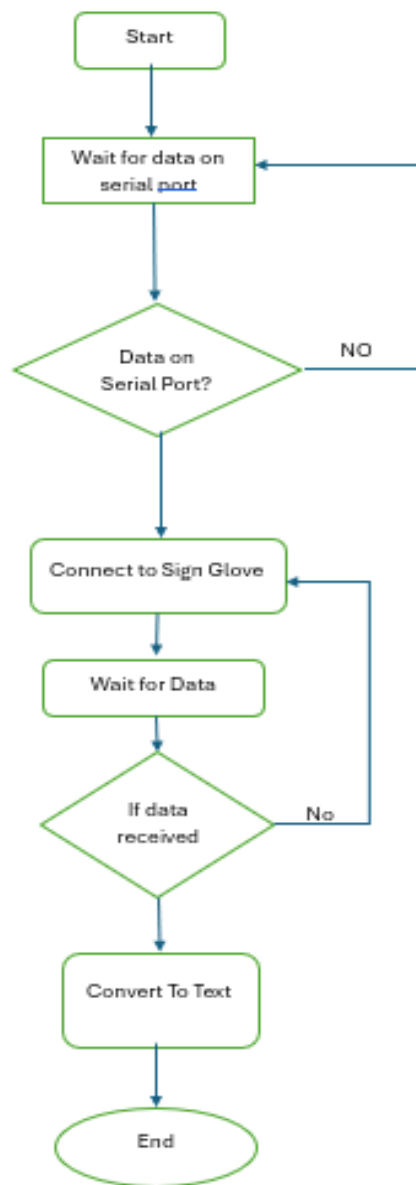 Start
Wait for data on
serial port
Data on
Serial Port?
NO
Connect to Sign Glove
Wait for Data
If data
received
No
Convert To Text
End